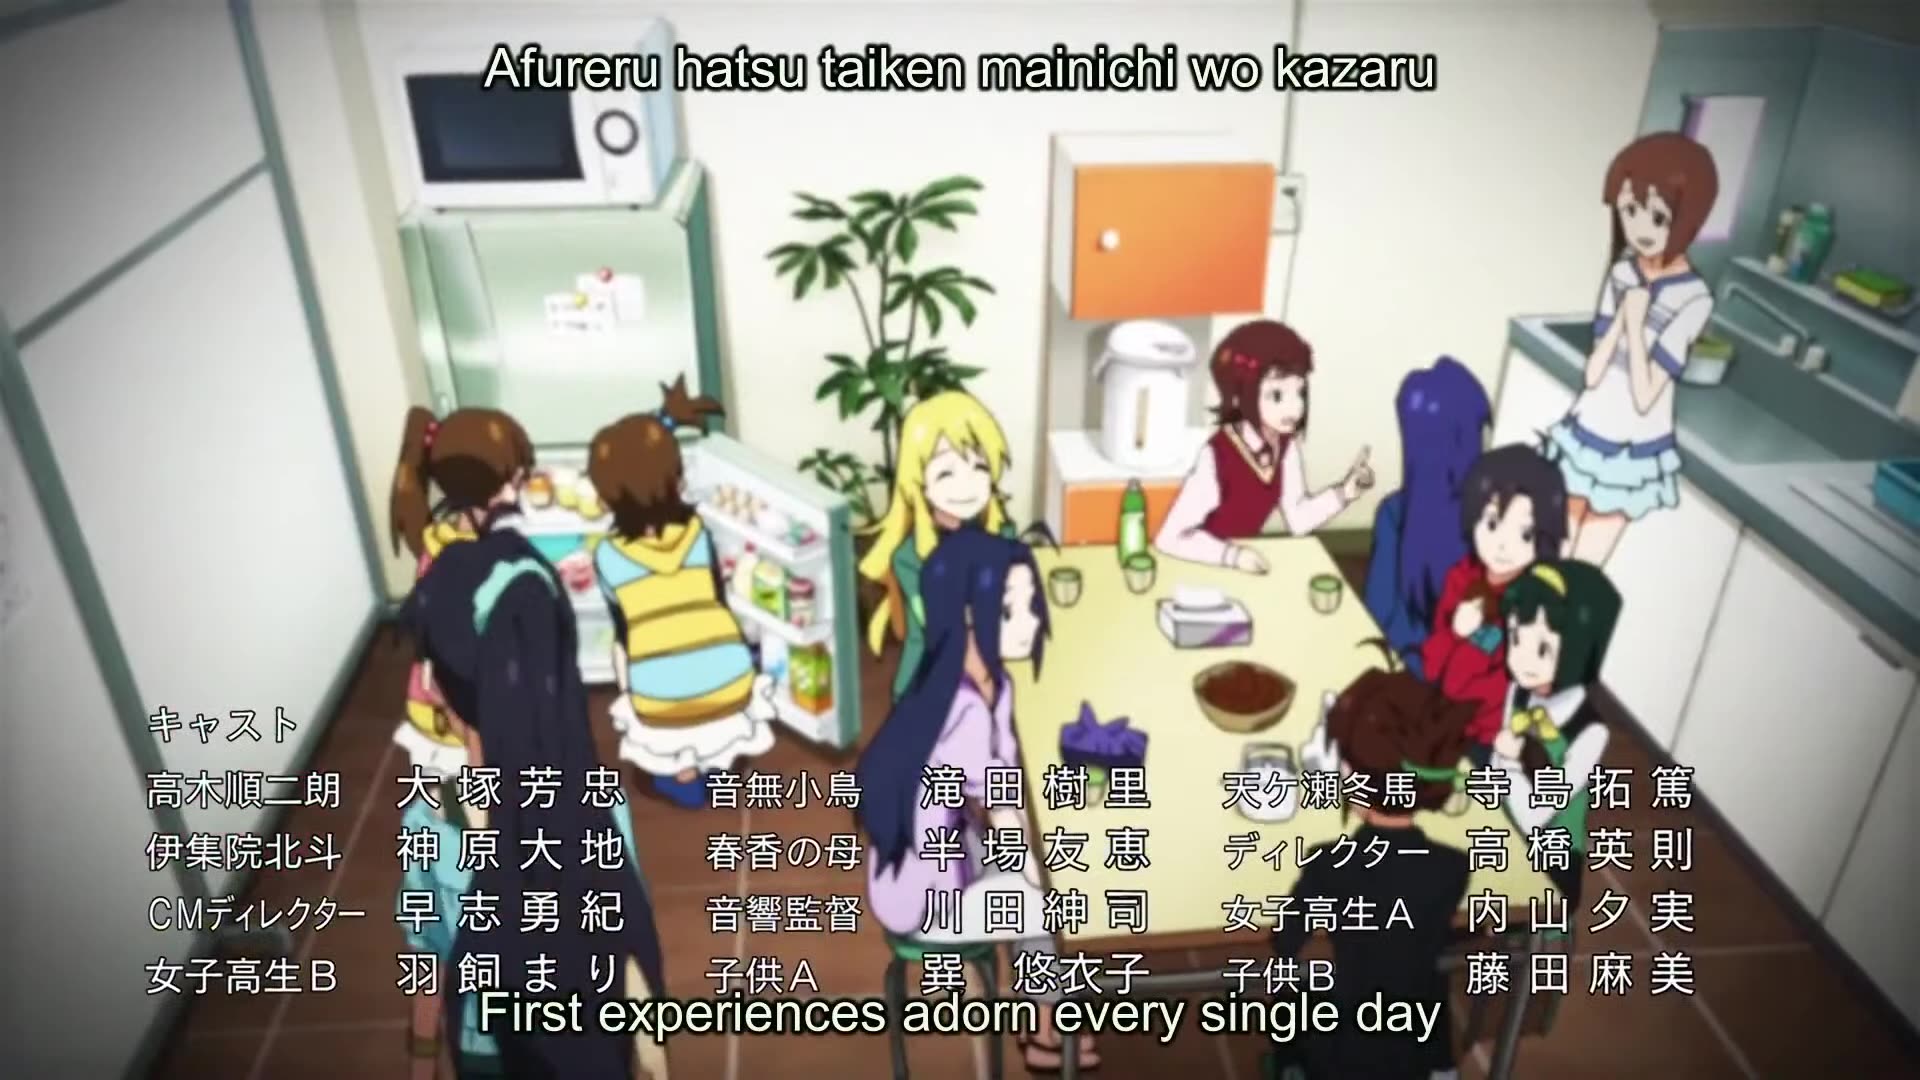 Afureru hatsu taiken mainichi wo kazaru
キャスト
高木順二朗 大塚芳忠 音無小鳥 滝田樹里 天ケ瀬冬馬 寺島拓篤
伊集院北斗 神原大地 春香の母 半場友恵 ディレクター 高橋英則
CMディレクター 早志勇紀 音響監督 川田紳司 女子高生A 内山夕実
女子高生B 羽飼まり 子供A 巽 悠衣子 子供B 藤田麻美
First experiences adorn every single day